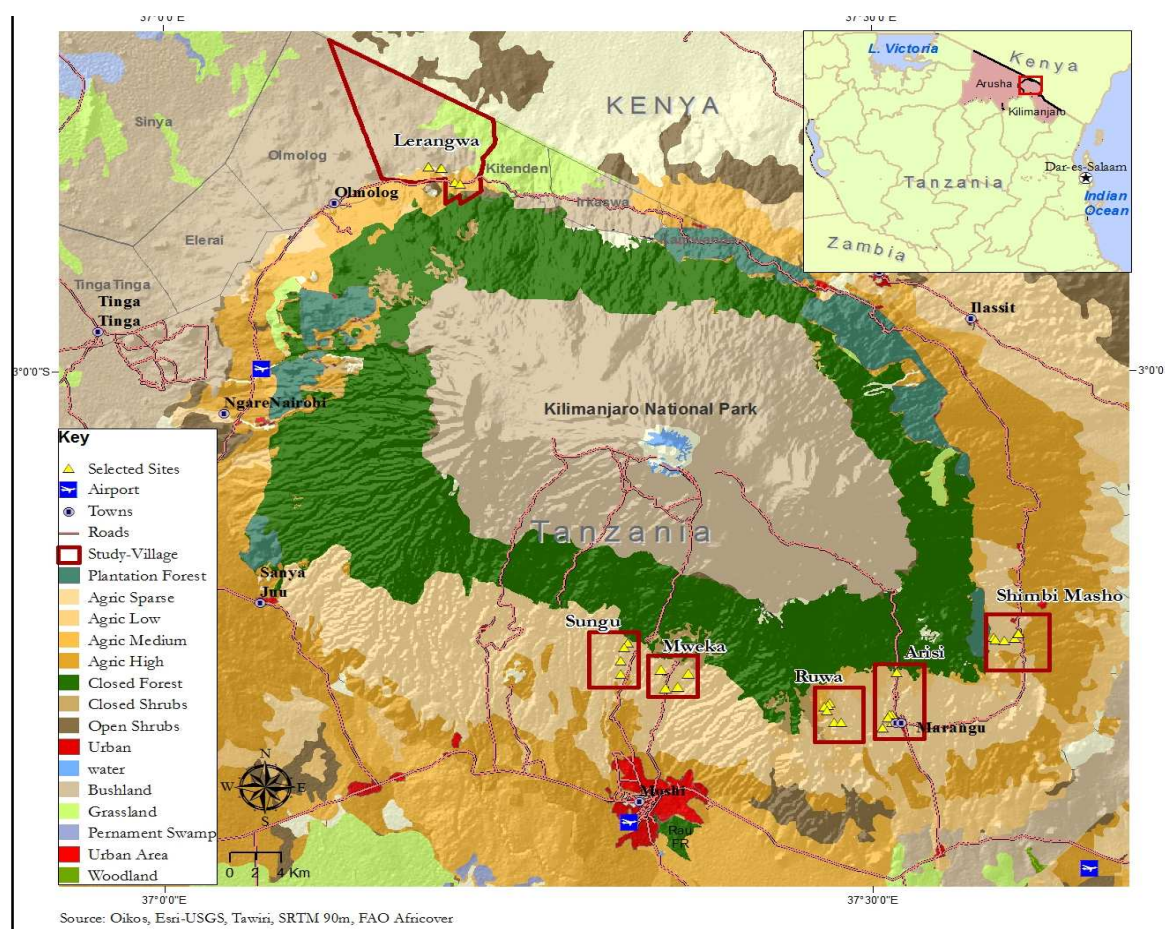 37°0'0"E
37°30'0"E
L. Victoria
Kenya
Arusha
Kilimanjaro
Dar-es-Salaam
Tanzania
Indian
Ocean
Zambia
KENYA
Sinya
Olmolog
Lerangwa
Kitenden
Olmolog
Irkaswa
Elerai
TingaTinga
Tinga
Tinga
Ilassit
3°0'0"S
3°0'0
NgareNairobi
Kilimanjaro National Park
Tanzania
Sanya
Juu
Shimbi Masho
Sungu
Mweka
Arisi
Ruwa
Marangu
Moshi
Rau
FR
Key
Selected Sites
Airport
Towns
Roads
Study-Village
Plantation Forest
Agric Sparse
Agric Low
Agric Medium
Agric High
Closed Forest
Closed Shrubs
Open Shrubs
Urban
water
Bushland
Grassland
Pernament Swamp
Urban Area
Woodland
N
W E
S
0 2 4 Km
37°0'0"E
37°30'0"E
Source: Oikos, Esri-USGS, Tawiri, SRTM 90m, FAO Africover